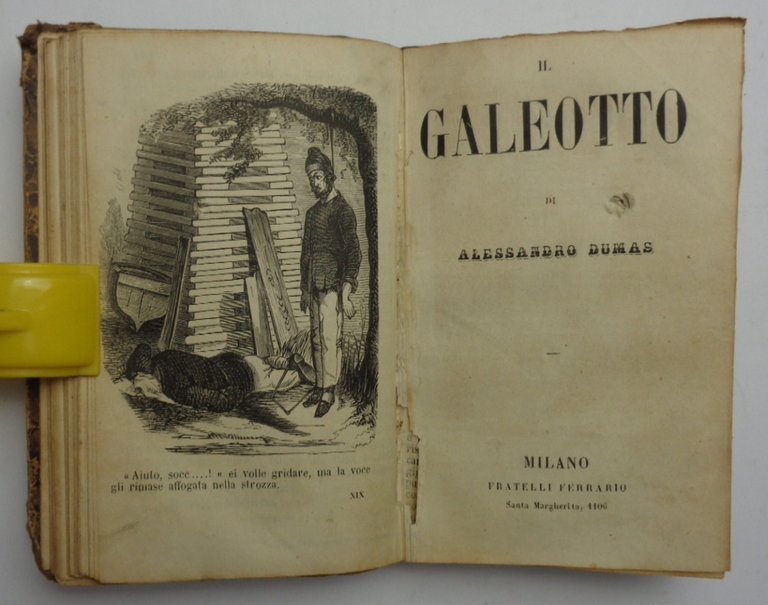 « Aiuto, socc....! » ei volle gridare, ma la voce
gli rimase affogata nella strozza.
XIX
IL
GALEOTTO
DI
ALESSANDRO DUMAS
MILANO
FRATELLI FERRARIO
Santa Margherita, 1106